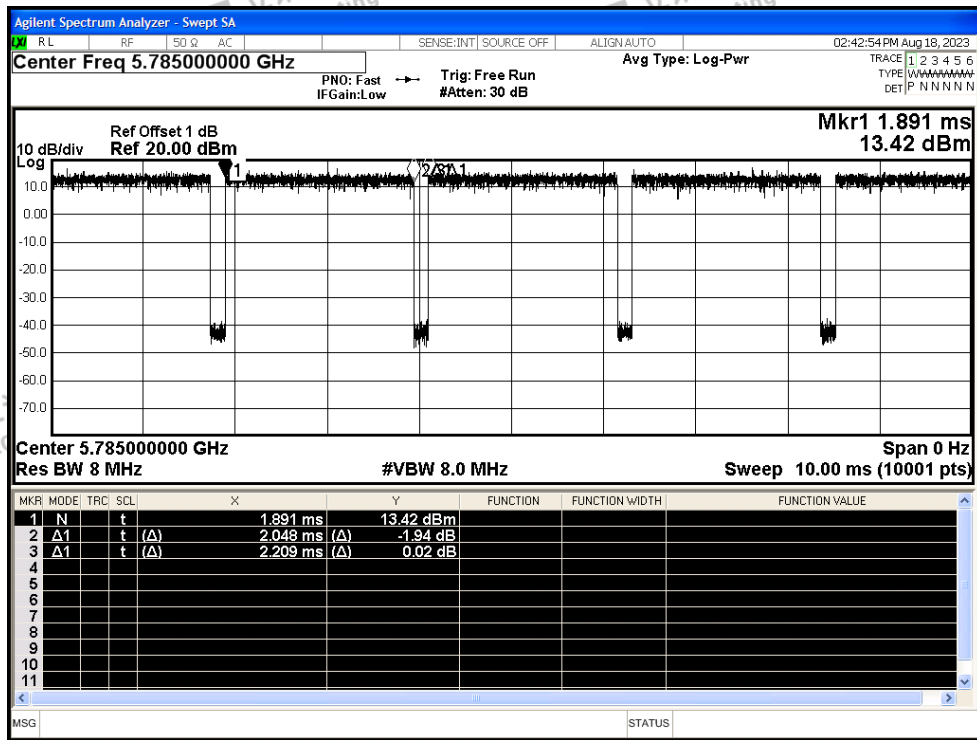 Agilent Spectrum Analyzer - Swept SA
LXI RL RF 50 Ω AC SENSE:INT SOURCE OFF ALIGN AUTO 02:42:54 PM Aug 18, 2023
Center Freq 5.785000000 GHz
PNO: Fast
IFGain:Low
Trig: Free Run
#Atten: 30 dB
Avg Type: Log-Pwr
TRACE 1 2 3 4 5 6
TYPE WWWWWW
DET P N N N N N
Mkr1 1.891 ms
13.42 dBm
Ref Offset 1 dB
10 dB/div Ref 20.00 dBm
Log
1 2Δ1 3Δ1
10.0
0.00
-10.0
-20.0
-30.0
-40.0
-50.0
-60.0
-70.0
Center 5.785000000 GHz Span 0 Hz
Res BW 8 MHz #VBW 8.0 MHz Sweep 10.00 ms (10001 pts)
MKR MODE TRC SCL X Y FUNCTION FUNCTION WIDTH FUNCTION VALUE
1 N t 1.891 ms 13.42 dBm
2 Δ1 t (Δ) 2.048 ms (Δ) -1.94 dB
3 Δ1 t (Δ) 2.209 ms (Δ) 0.02 dB
4
5
6
7
8
9
10
11
MSG STATUS